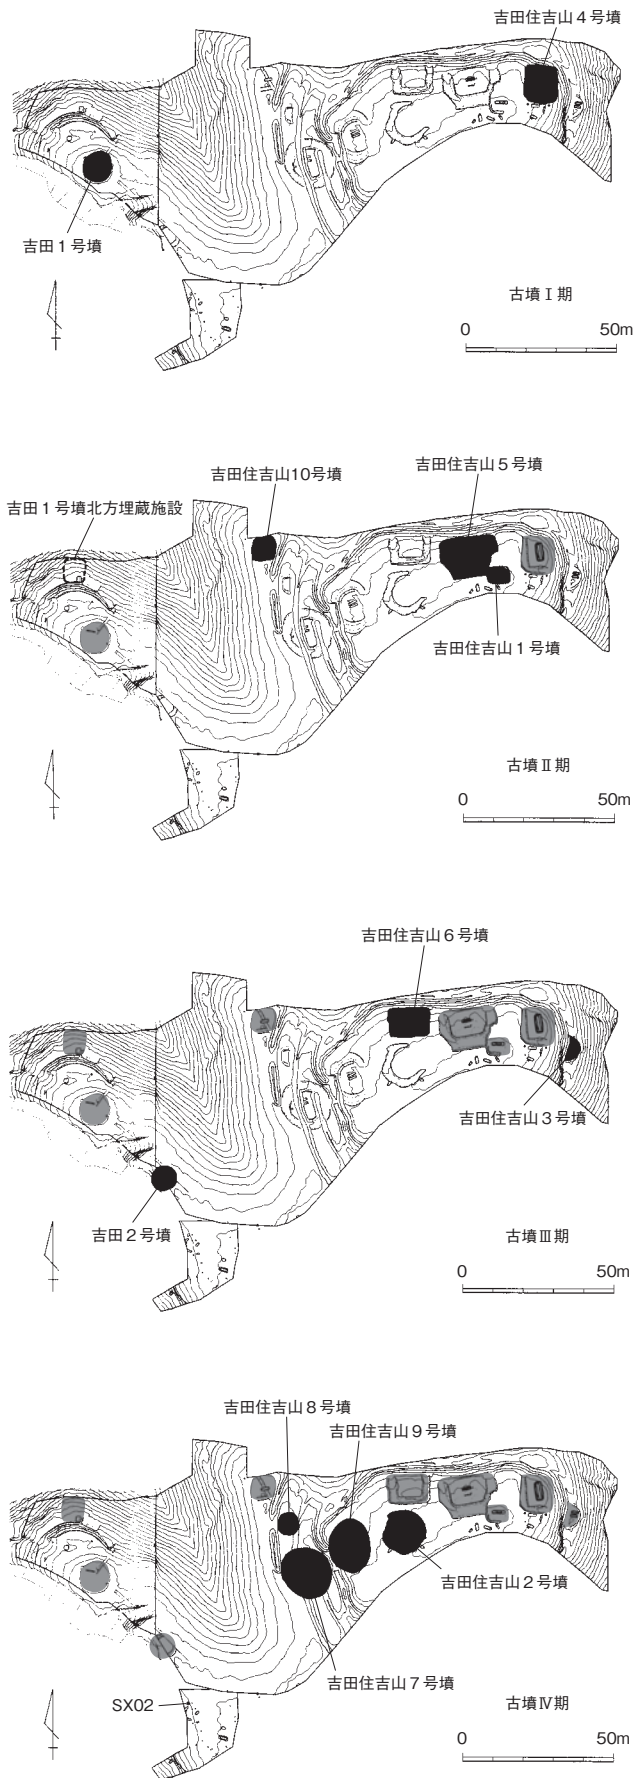 吉田住吉山4号墳
吉田1号墳
古墳Ⅰ期
0 50m
吉田住吉山10号墳
吉田住吉山5号墳
吉田1号墳北方埋蔵施設
吉田住吉山1号墳
古墳Ⅱ期
0 50m
吉田住吉山6号墳
吉田住吉山3号墳
吉田2号墳
古墳Ⅲ期
0 50m
吉田住吉山8号墳
吉田住吉山9号墳
吉田住吉山2号墳
吉田住吉山7号墳
SX02
古墳Ⅳ期
0 50m